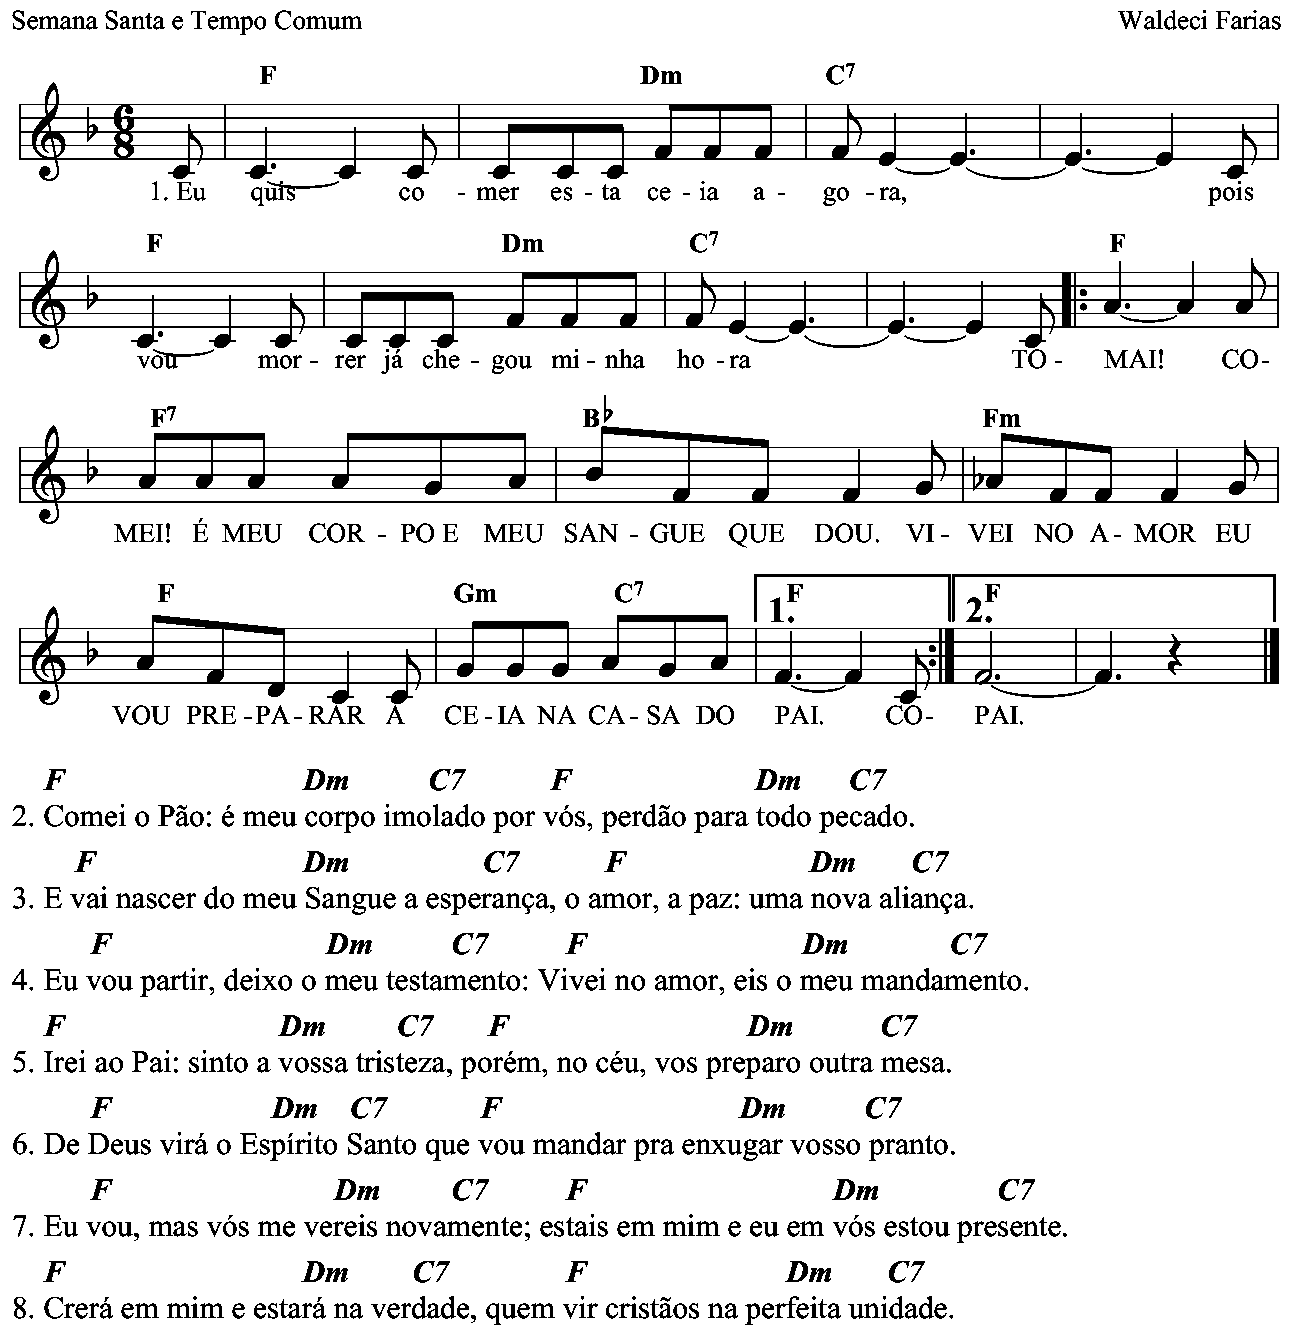 Semana Santa e Tempo Comum Waldeci Farias
F Dm C7
1. Eu quis co - mer es - ta ce - ia a - go - ra, pois
F Dm C7 F
vou mor- rer já che - gou mi - nha ho - ra TO - MAI! CO-
F7 B♭ Fm
MEI! É MEU COR - PO E MEU SAN - GUE QUE DOU. VI - VEI NO A - MOR EU
F Gm C7 1. F 2. F
VOU PRE - PA - RAR A CE - IA NA CA - SA DO PAI. CO- PAI.
F Dm C7 F Dm C7
2. Comei o Pão: é meu corpo imolado por vós, perdão para todo pecado.
F Dm C7 F Dm C7
3. E vai nascer do meu Sangue a esperança, o amor, a paz: uma nova aliança.
F Dm C7 F Dm C7
4. Eu vou partir, deixo o meu testamento: Vivei no amor, eis o meu mandamento.
F Dm C7 F Dm C7
5. Irei ao Pai: sinto a vossa tristeza, porém, no céu, vos preparo outra mesa.
F Dm C7 F Dm C7
6. De Deus virá o Espírito Santo que vou mandar pra enxugar vosso pranto.
F Dm C7 F Dm C7
7. Eu vou, mas vós me vereis novamente; estais em mim e eu em vós estou presente.
F Dm C7 F Dm C7
8. Crerá em mim e estará na verdade, quem vir cristãos na perfeita unidade.